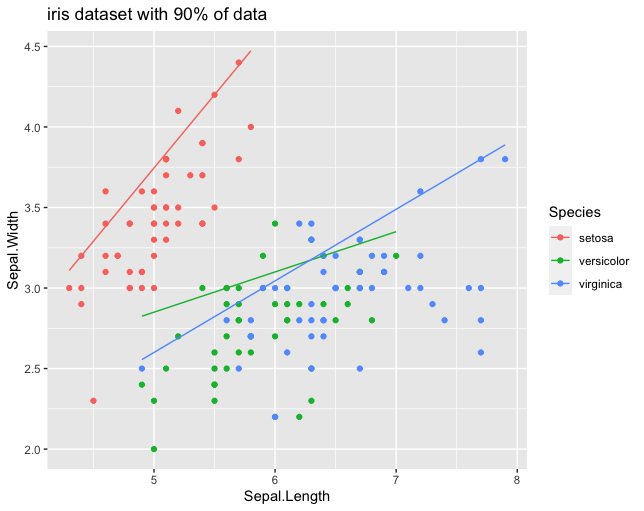 iris dataset with 90% of data
4.5
4.0
3.5
3.0
2.5
2.0
Sepal.Width
5
6
7
8
Sepal.Length
Species
setosa
versicolor
virginica